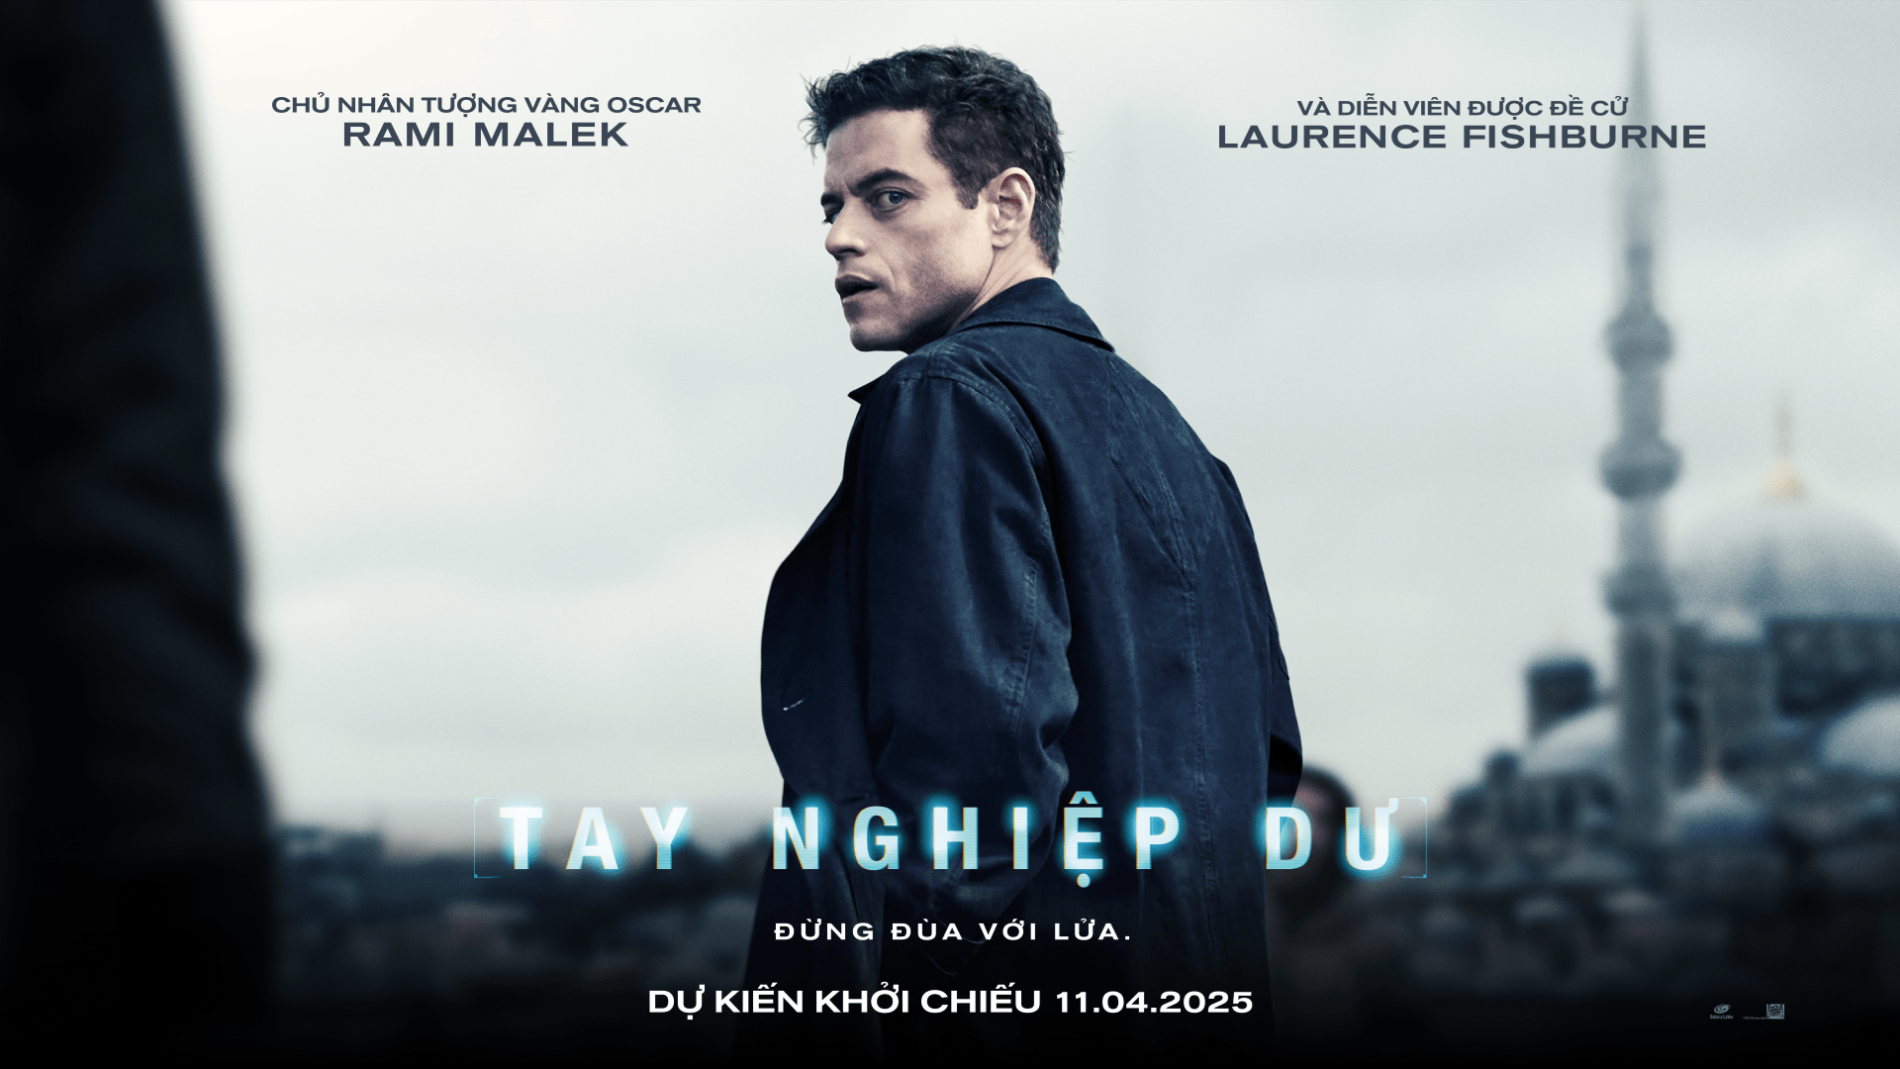 CHỦ NHÂN TƯỢNG VÀNG OSCAR
RAMI MALEK
VÀ DIỄN VIÊN ĐƯỢC ĐỀ CỬ
LAURENCE FISHBURNE
TAY NGHIỆP DƯ
ĐỪNG ĐÙA VỚI LỬA.
DỰ KIẾN KHỞI CHIẾU 11.04.2025